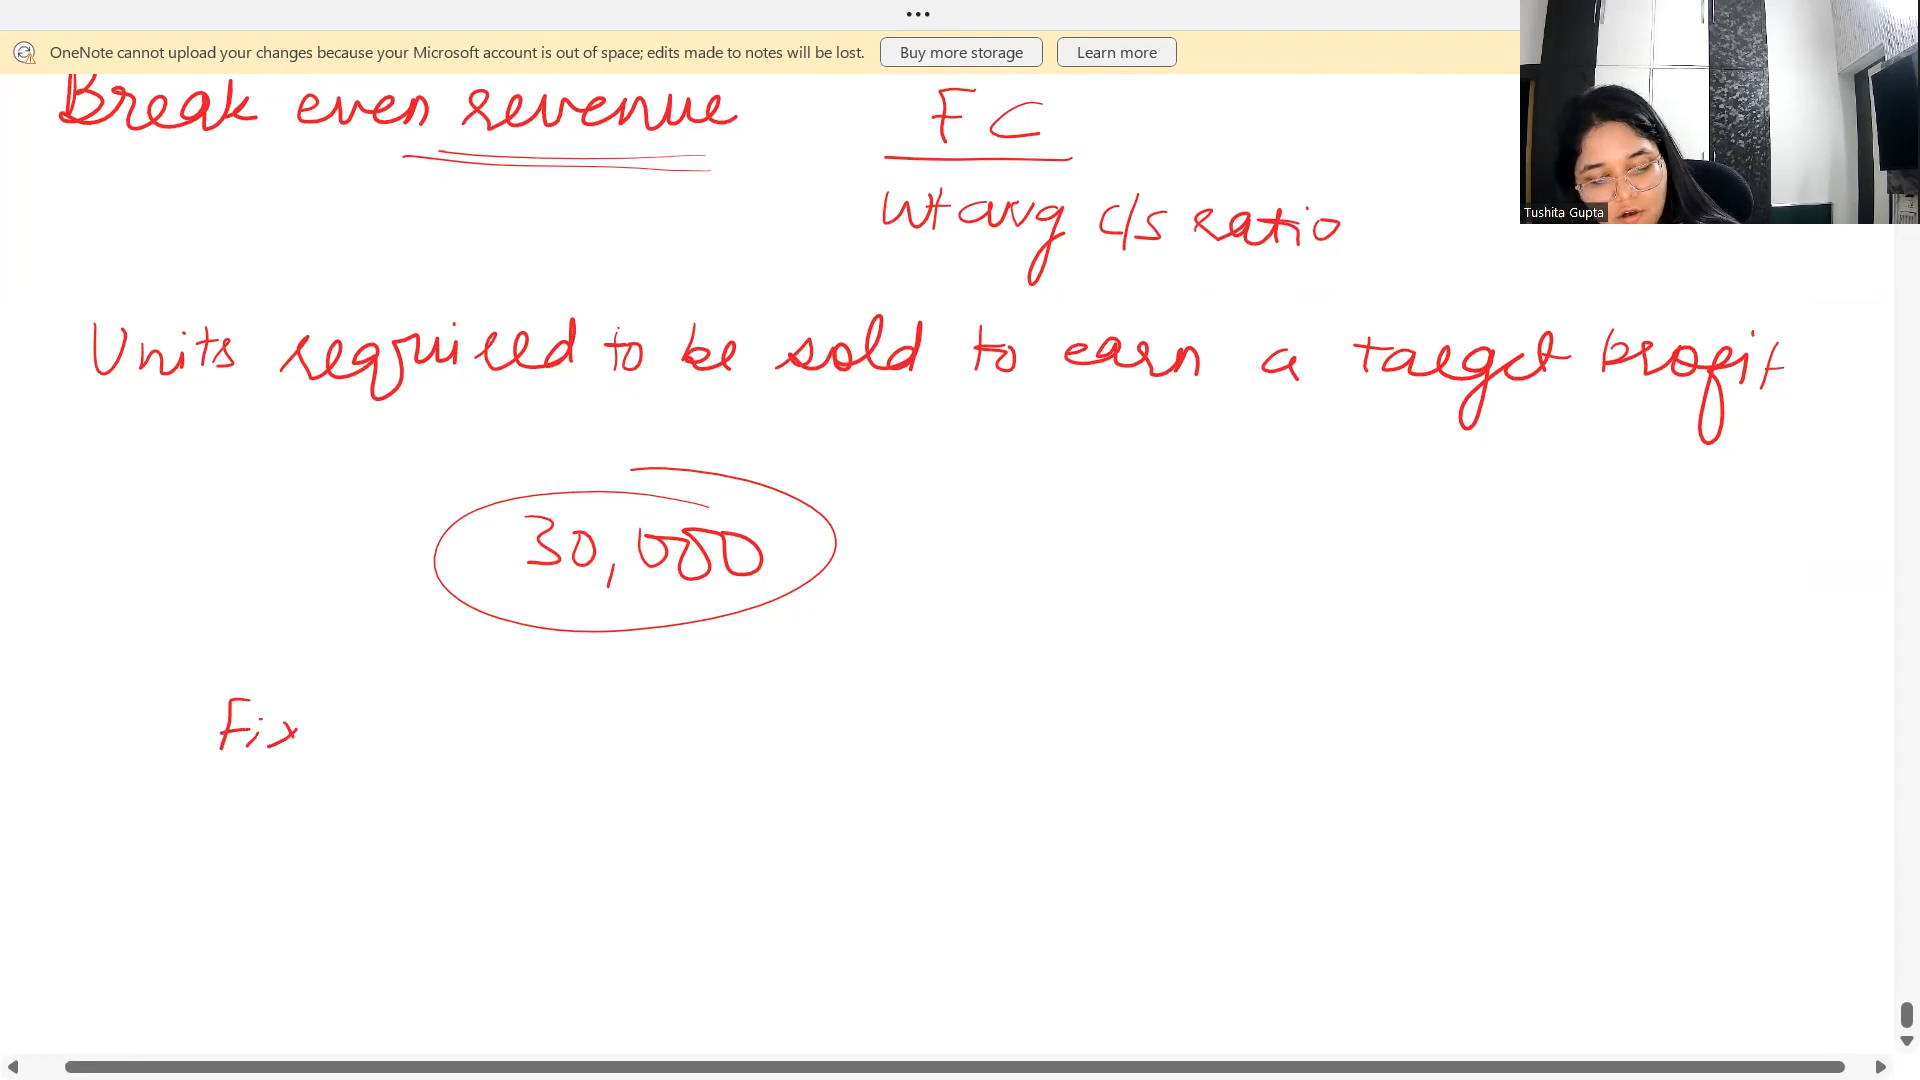 •••
OneNote cannot upload your changes because your Microsoft account is out of space; edits made to notes will be lost. Buy more storage Learn more
Tushita Gupta
Break even revenue FC
wt avg c/s ratio
Units required to be sold to earn a target profit
30,000
Fix